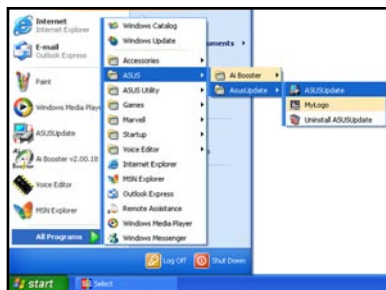 Internet
Internet Explorer
E-mail
Outlook Express
Paint
Windows Media Play
ASUSUpdate
Ai Booster v2.00.18
Voice Editor
MSN Explorer
All Programs
Windows Catalog
Windows Update
Accessories
ASUS
ASUS Utility
Games
Marvell
Startup
Voice Editor
Internet Explorer
MSN Explorer
Outlook Express
Remote Assistance
Windows Media Player
Windows Messenger
uments
Ai Booster
AsusUpdate
ASUSUpdate
MyLogo
Uninstall ASUSUpdate
Log Off
Shut Down
start
Select